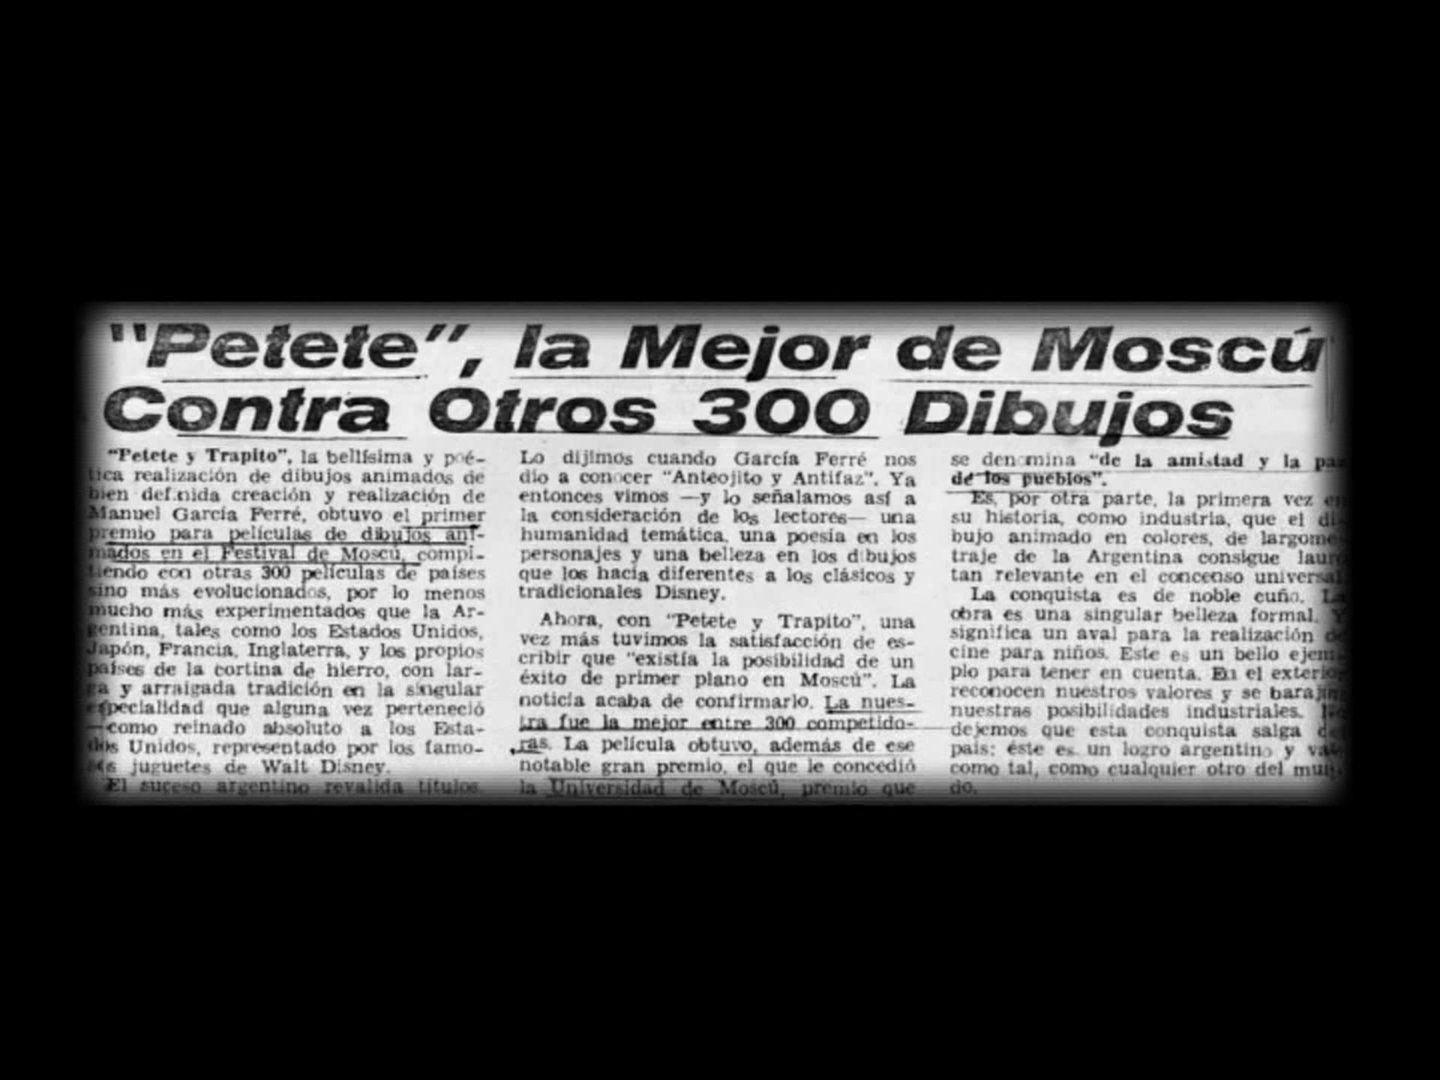 "Petete", la Mejor de Moscú
Contra Otros 300 Dibujos
"Petete y Trapito", la bellísima y poé-
tica realización de dibujos animados de
bien definida creación y realización de
Manuel García Ferré, obtuvo el primer
premio para películas de dibujos ani-
mados en el Festival de Moscú, compi-
tiendo con otras 300 películas de países
sino más evolucionados, por lo menos
mucho más experimentados que la Ar-
gentina, tales como los Estados Unidos,
Japón, Francia, Inglaterra, y los propios
países de la cortina de hierro, con lar-
ga y arraigada tradición en la singular
especialidad que alguna vez perteneció
—como reinado absoluto a los Esta-
dos Unidos, representado por los famo-
sos juguetes de Walt Disney.
El suceso argentino revalida títulos.
Lo dijimos cuando García Ferré nos
dio a conocer "Anteojito y Antifaz". Ya
entonces vimos —y lo señalamos así a
la consideración de los lectores— una
humanidad temática, una poesía en los
personajes y una belleza en los dibujos
que los hacía diferentes a los clásicos y
tradicionales Disney.
Ahora, con "Petete y Trapito", una
vez más tuvimos la satisfacción de es-
cribir que "existía la posibilidad de un
éxito de primer plano en Moscú". La
noticia acaba de confirmarlo. La nues-
tra fue la mejor entre 300 competido-
ras. La película obtuvo, además de ese
notable gran premio, el que le concedió
la Universidad de Moscú, premio que
se denomina "de la amistad y la paz
de los pueblos".
Es, por otra parte, la primera vez en
su historia, como industria, que el di-
bujo animado en colores, de largome-
traje de la Argentina consigue lauro
tan relevante en el concenso universal.
La conquista es de noble cuño. La
obra es una singular belleza formal. Y
significa un aval para la realización de
cine para niños. Este es un bello ejem-
plo para tener en cuenta. En el exterior
reconocen nuestros valores y se barajan
nuestras posibilidades industriales. No
dejemos que esta conquista salga del
país: éste es un logro argentino y vale
como tal, como cualquier otro del mun-
do.